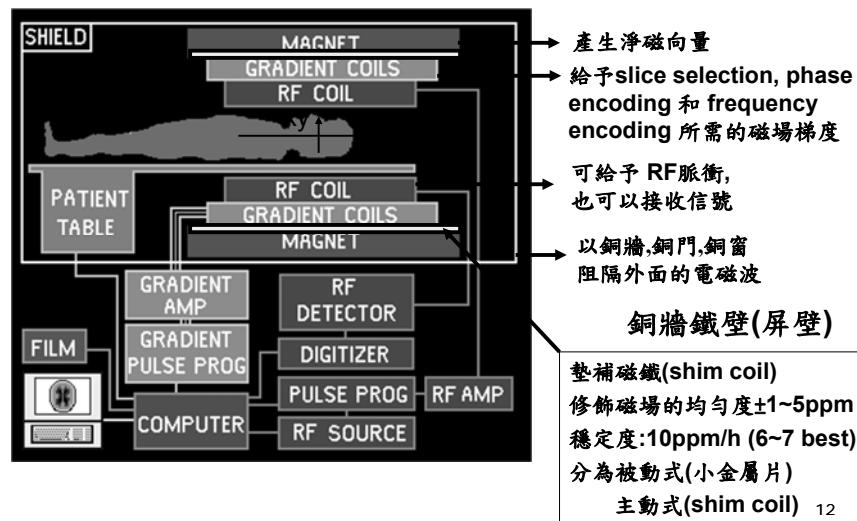 SHIELD
MAGNET
GRADIENT COILS
RF COIL
y
PATIENT
TABLE
RF COIL
GRADIENT COILS
MAGNET
GRADIENT
AMP
RF
DETECTOR
GRADIENT
PULSE PROG
FILM
DIGITIZER
PULSE PROG
RF AMP
COMPUTER
RF SOURCE
產生淨磁向量
給予slice selection, phase
encoding 和 frequency
encoding 所需的磁場梯度
可給予 RF脈衝,
也可以接收信號
以銅牆,銅門,銅窗
阻隔外面的電磁波
銅牆鐵壁(屏壁)
墊補磁鐵(shim coil)
修飾磁場的均勻度±1~5ppm
穩定度:10ppm/h (6~7 best)
分為被動式(小金屬片)
主動式(shim coil)
12